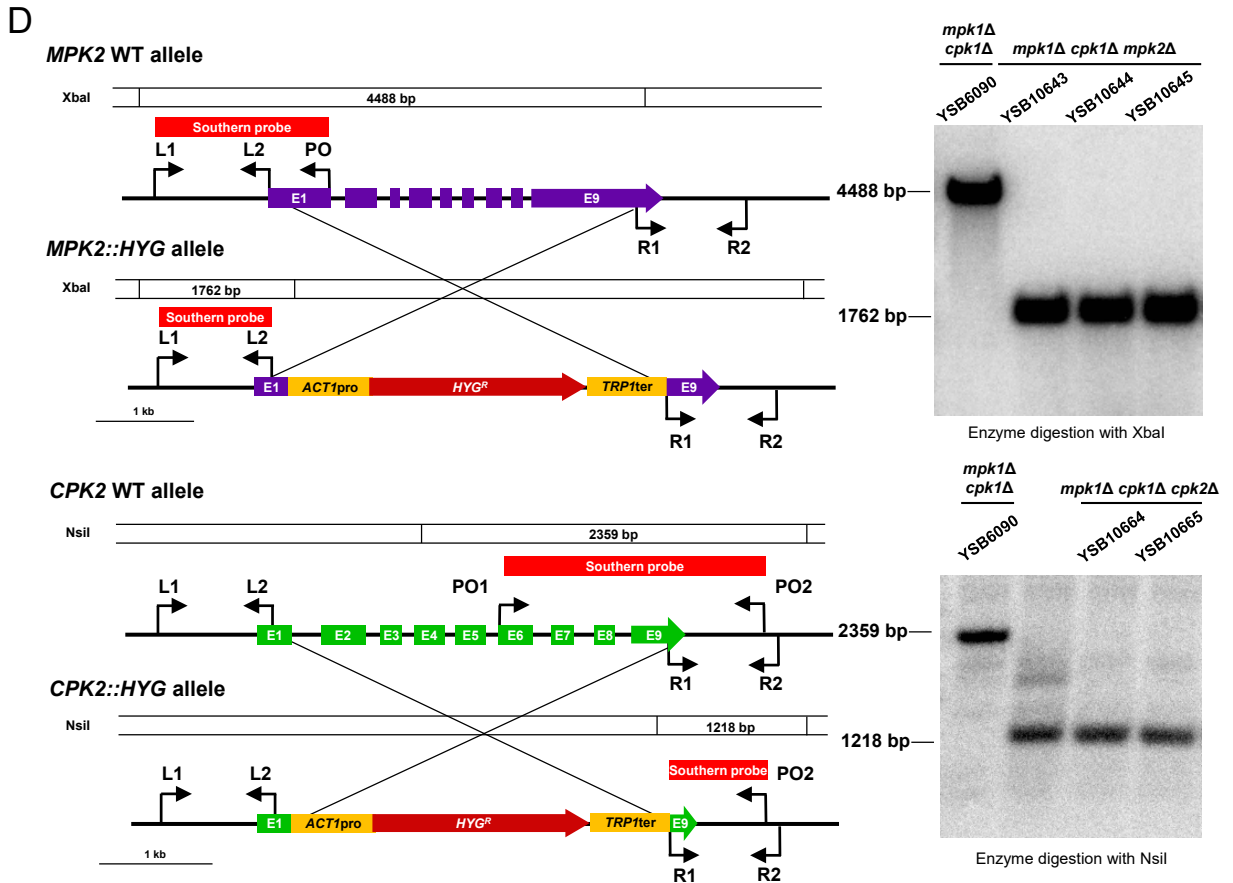 D
MPK2 WT allele
XbaI
4488 bp
Southern probe
L1 L2 PO
E1 E9
R1 R2
MPK2::HYG allele
XbaI
1762 bp
Southern probe
L1 L2
E1 ACT1pro HYGR TRP1ter E9
1 kb
R1 R2
mpk1Δ
cpk1Δ
mpk1Δ cpk1Δ mpk2Δ
YSB6090 YSB10643 YSB10644 YSB10645
4488 bp
1762 bp
Enzyme digestion with XbaI
CPK2 WT allele
NsiI
2359 bp
Southern probe
L1 L2 PO1 PO2
E1 E2 E3 E4 E5 E6 E7 E8 E9
R1 R2
CPK2::HYG allele
NsiI
1218 bp
Southern probe
L1 L2 PO2
E1 ACT1pro HYGR TRP1ter E9
1 kb
R1 R2
mpk1Δ
cpk1Δ
mpk1Δ cpk1Δ cpk2Δ
YSB6090 YSB10664 YSB10665
2359 bp
1218 bp
Enzyme digestion with NsiI